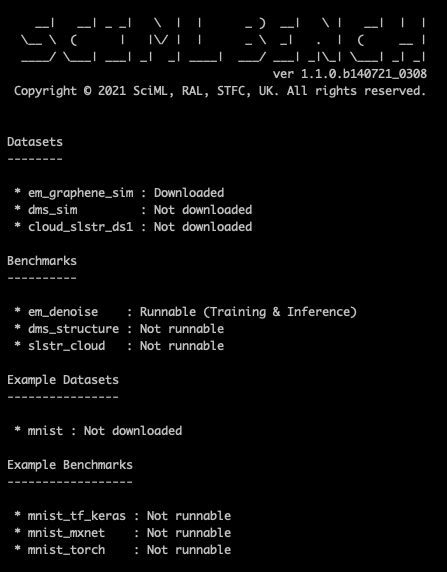 SCIML BENCH
ver 1.1.0.b140721_0308
Copyright © 2021 SciML, RAL, STFC, UK. All rights reserved.
Datasets
--------
* em_graphene_sim : Downloaded
* dms_sim         : Not downloaded
* cloud_slstr_ds1 : Not downloaded
Benchmarks
----------
* em_denoise    : Runnable (Training & Inference)
* dms_structure : Not runnable
* slstr_cloud   : Not runnable
Example Datasets
----------------
* mnist : Not downloaded
Example Benchmarks
------------------
* mnist_tf_keras : Not runnable
* mnist_mxnet    : Not runnable
* mnist_torch    : Not runnable